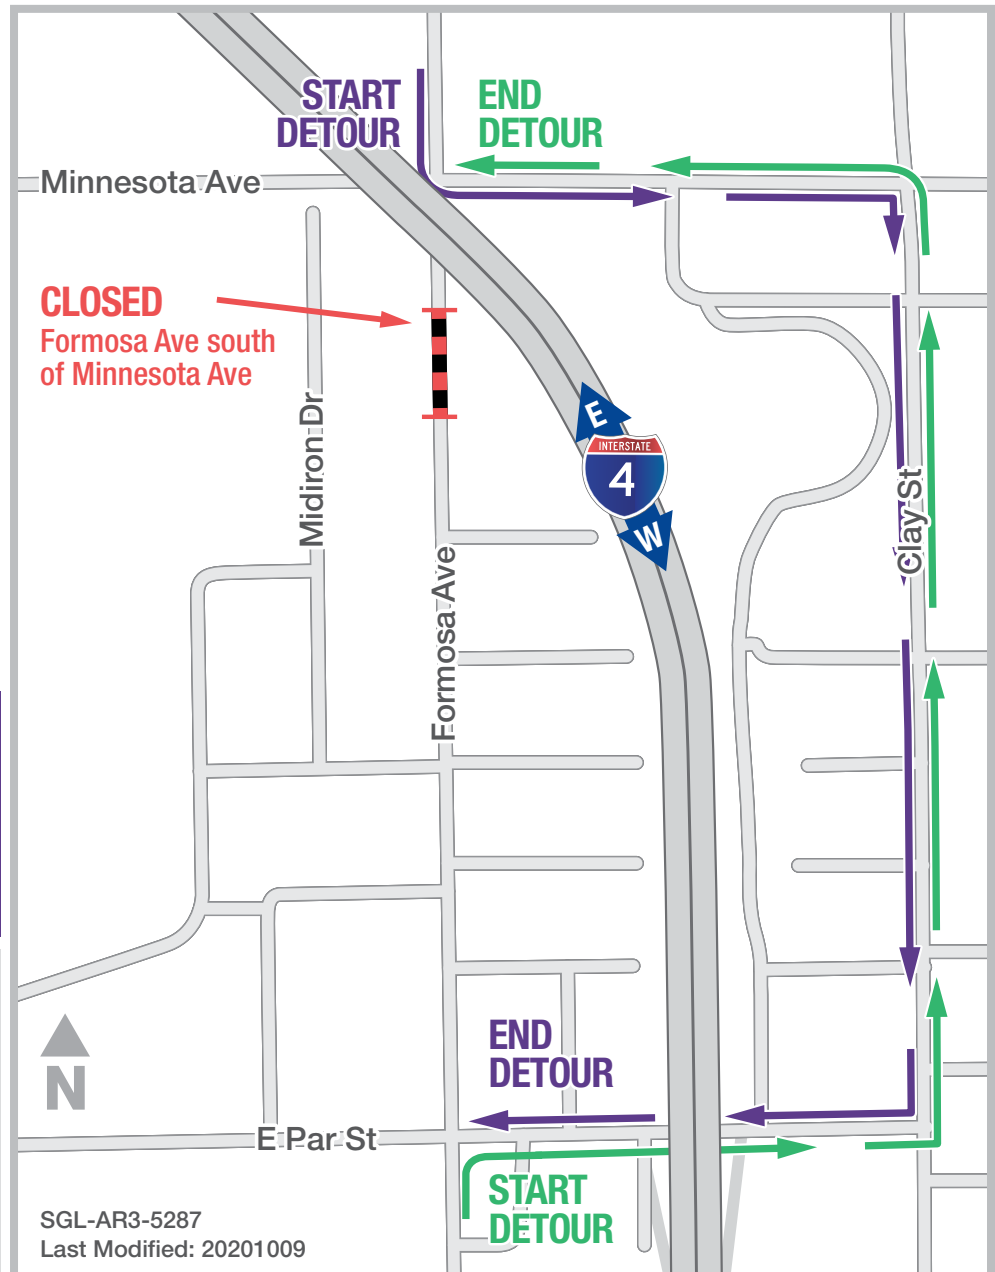 START
DETOUR
END
DETOUR
Minnesota Ave
CLOSED
Formosa Ave south
of Minnesota Ave
Midiron Dr
E
INTERSTATE
4
W
Clay St
Formosa Ave
END
DETOUR
N
E Par St
START
DETOUR
SGL-AR3-5287
Last Modified: 20201009